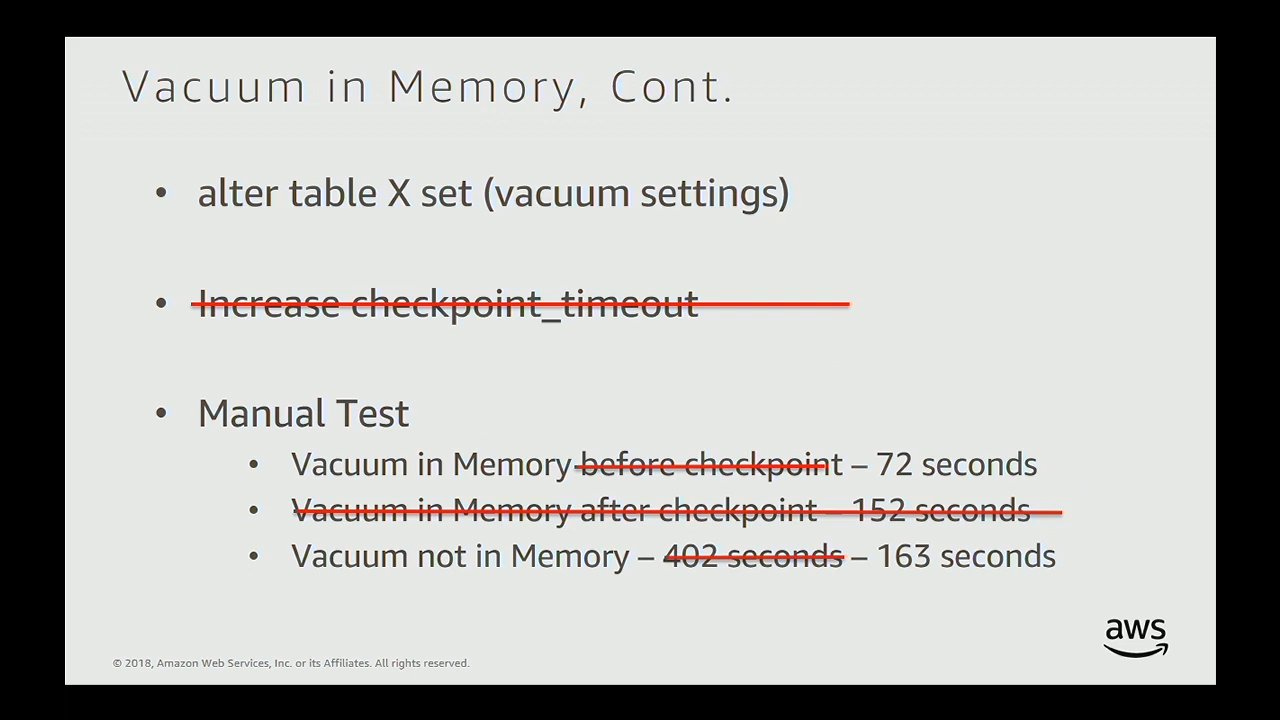 Vacuum in Memory, Cont.
• alter table X set (vacuum settings)
• Increase checkpoint_timeout
• Manual Test
• Vacuum in Memory before checkpoint – 72 seconds
• Vacuum in Memory after checkpoint – 152 seconds
• Vacuum not in Memory – 402 seconds – 163 seconds
aws
© 2018, Amazon Web Services, Inc. or its Affiliates. All rights reserved.